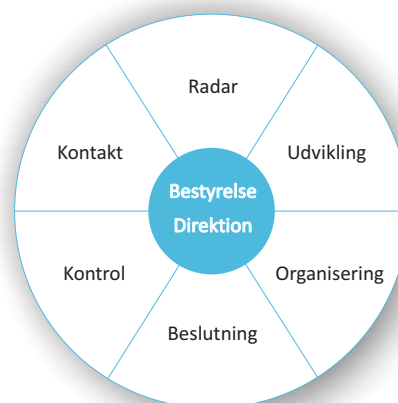 Radar
Kontakt
Udvikling
Bestyrelse
Direktion
Kontrol
Organisering
Beslutning